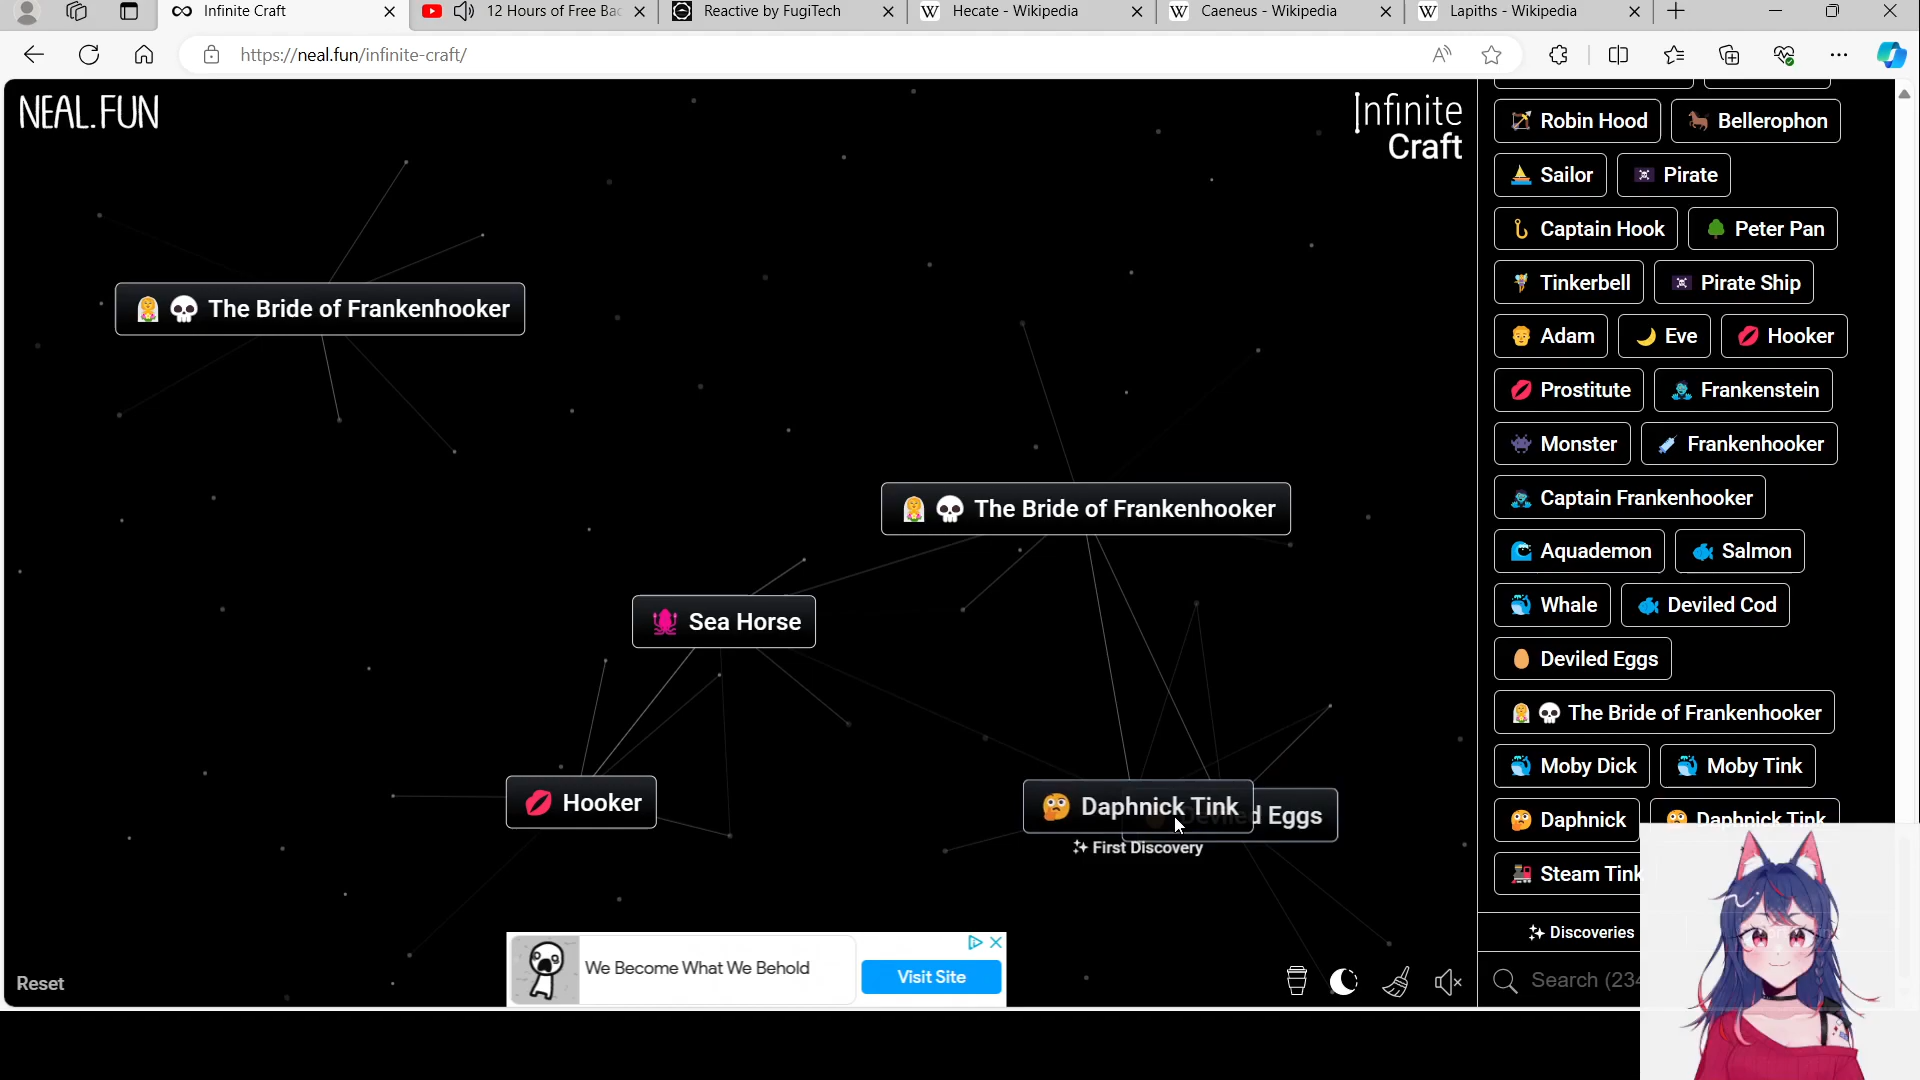 Infinite Craft
12 Hours of Free Bac
Reactive by FugiTech
Hecate - Wikipedia
Caeneus - Wikipedia
Lapiths - Wikipedia
https://neal.fun/infinite-craft/
NEAL.FUN
Infinite
Craft
Robin Hood
Bellerophon
Sailor
Pirate
Captain Hook
Peter Pan
Tinkerbell
Pirate Ship
Adam
Eve
Hooker
Prostitute
Frankenstein
Monster
Frankenhooker
Captain Frankenhooker
Aquademon
Salmon
Whale
Deviled Cod
Deviled Eggs
The Bride of Frankenhooker
Moby Dick
Moby Tink
Daphnick
Daphnick Tink
Steam Tink
Discoveries
Search (234
The Bride of Frankenhooker
The Bride of Frankenhooker
Sea Horse
Hooker
Daphnick Tink
d Eggs
First Discovery
We Become What We Behold
Visit Site
Reset